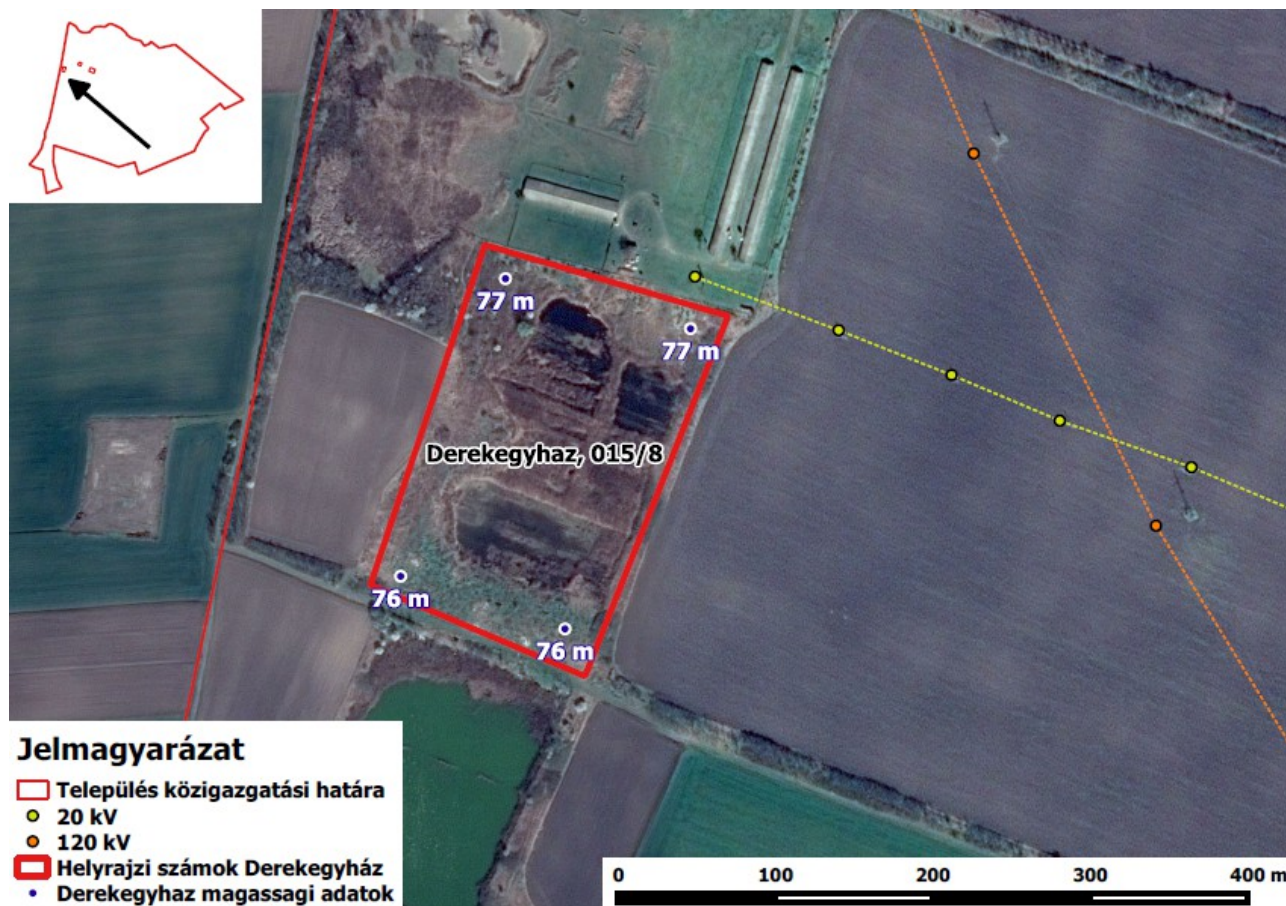 77 m
77 m
Derekegyhaz, 015/8
76 m
76 m
Jelmagyarázat
Település közigazgatási határa
20 kV
120 kV
Helyrajzi számok Derekegyház
Derekegyhaz magassagi adatok
0 100 200 300 400 m